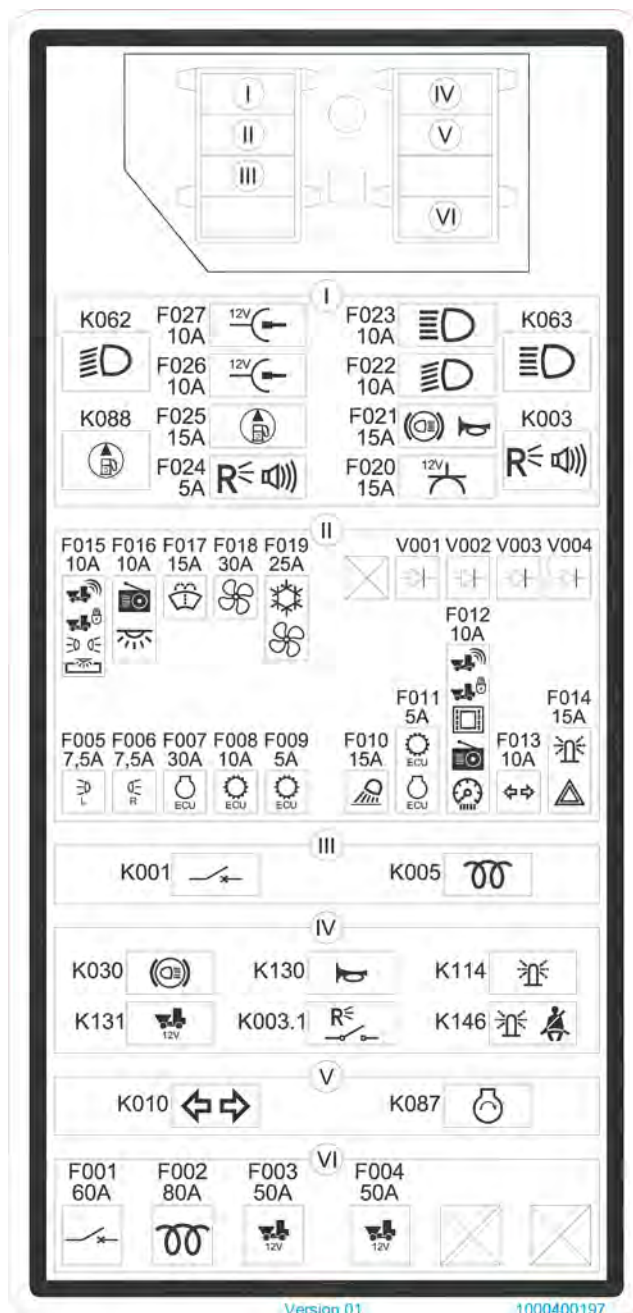 I
IV
II
V
III
VI
I
K062
F027
10A
12V
F023
10A
K063
F026
10A
12V
F022
10A
K088
F025
15A
F021
15A
K003
F024
5A
R
F020
15A
12V
R
II
F015 F016 F017 F018 F019
10A 10A 15A 30A 25A
V001 V002 V003 V004
F012
10A
F011
5A
F014
15A
F005 F006 F007 F008 F009
7,5A 7,5A 30A 10A 5A
F010
15A
ECU
F013
10A
L
R
ECU
ECU
ECU
ECU
III
K001
K005
IV
K030
K130
K114
K131
12V
K003.1
R
K146
V
K010
K087
VI
F001
60A
F002
80A
F003
50A
F004
50A
12V
12V
Version 01
1000400197